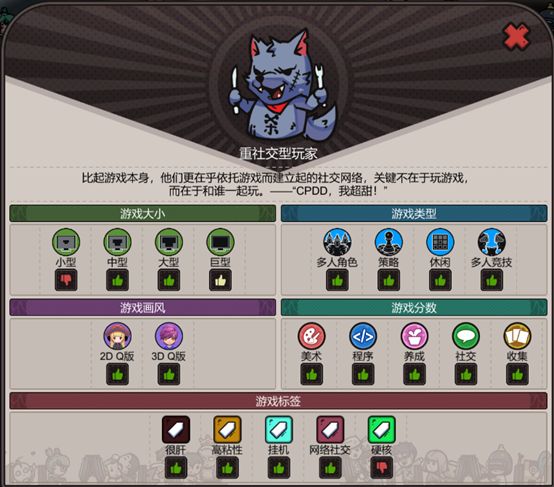 重社交型玩家
比起游戏本身，他们更在乎依托游戏而建立起的社交网络，关键不在于玩游戏，
而在于和谁一起玩。——“CPDD，我超甜！”
游戏大小
小型 中型 大型 巨型
游戏类型
多人角色 策略 休闲 多人竞技
游戏画风
2D Q版 3D Q版
游戏分数
美术 程序 养成 社交 收集
游戏标签
很肝 高粘性 挂机 网络社交 硬核